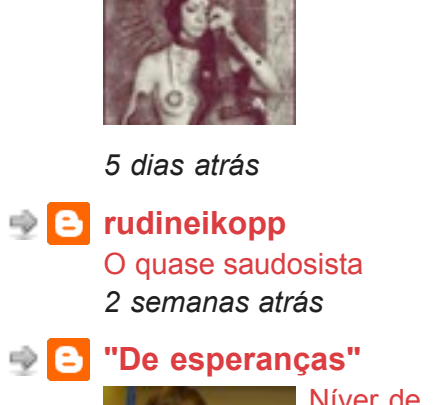 5 dias atrás
rudineikopp
O quase saudosista
2 semanas atrás
"De esperanças"
Níver de